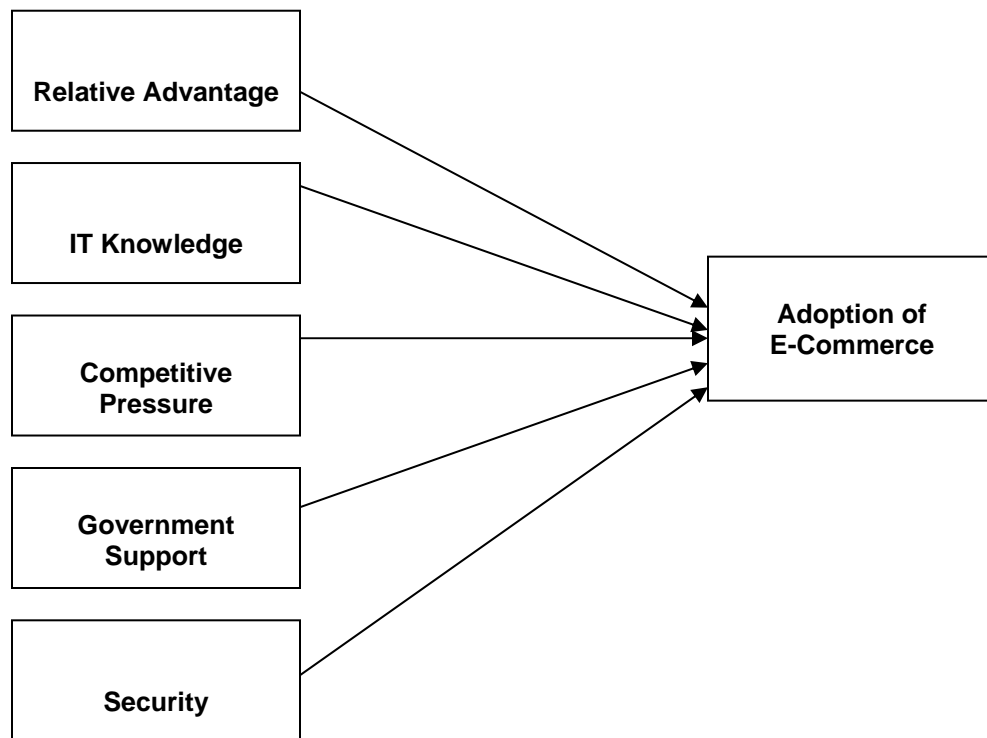 Relative Advantage
IT Knowledge
Competitive
Pressure
Government
Support
Security
Adoption of
E-Commerce